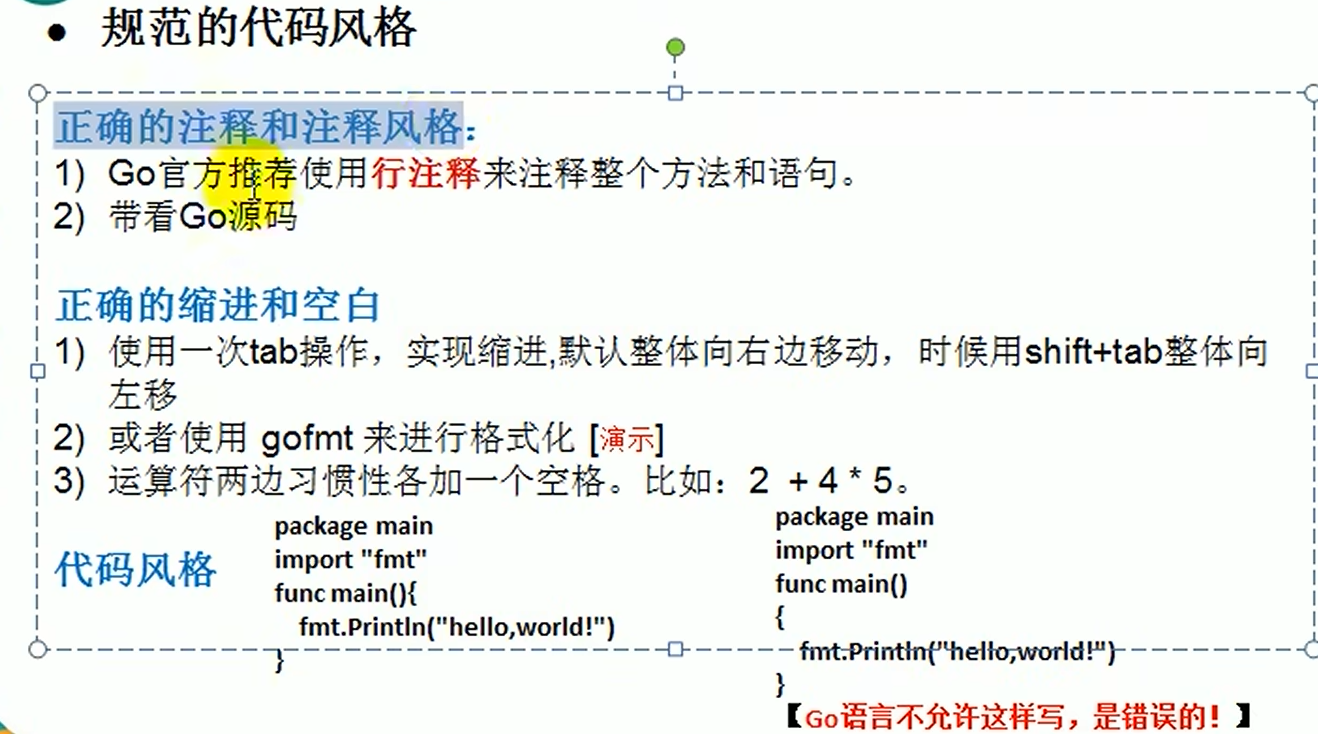 ● 规范的代码风格
正确的注释和注释风格：
1) Go官方推荐使用行注释来注释整个方法和语句。
2) 带看Go源码
正确的缩进和空白
1) 使用一次tab操作，实现缩进,默认整体向右边移动，时候用shift+tab整体向
左移
2) 或者使用 gofmt 来进行格式化 [演示]
3) 运算符两边习惯性各加一个空格。比如：2 + 4 * 5。
代码风格
package main
import "fmt"
func main(){
fmt.Println("hello,world!")
}
package main
import "fmt"
func main()
{
fmt.Println("hello,world!")
}
【Go语言不允许这样写，是错误的！】